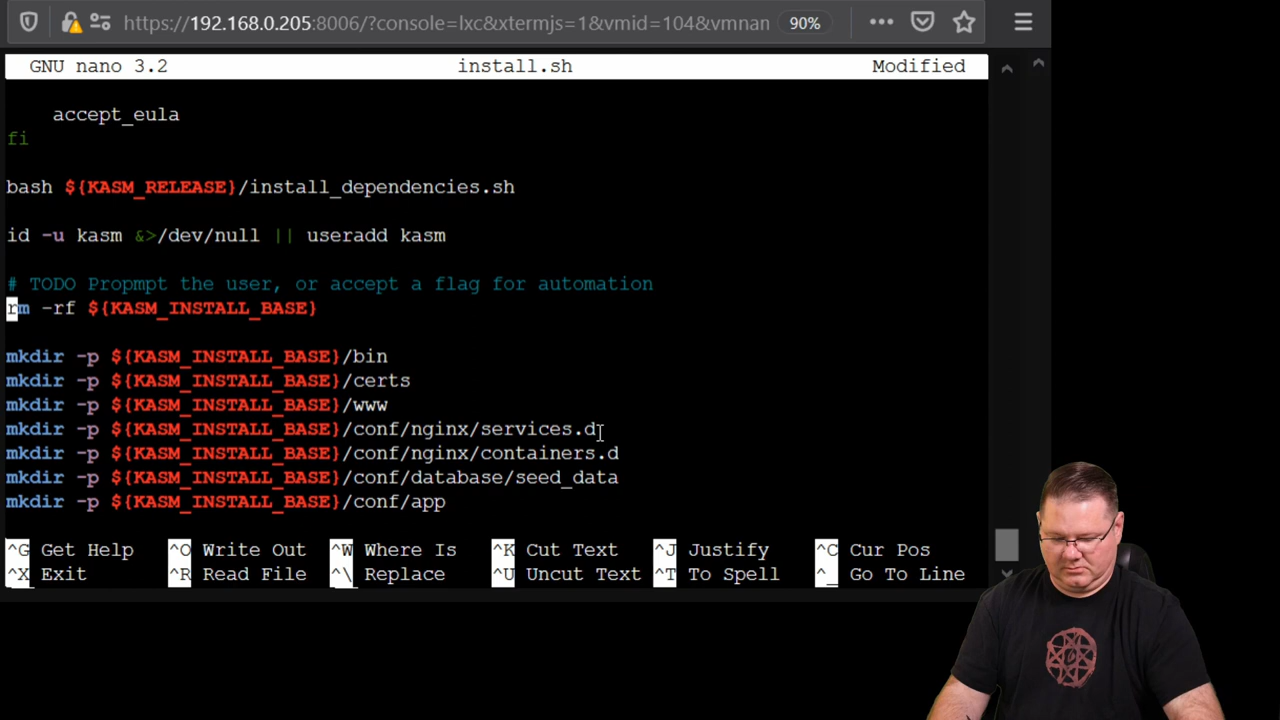 https://192.168.0.205:8006/?console=lxc&xtermjs=1&vmid=104&vmnan
90%
GNU nano 3.2 install.sh Modified
accept_eula
fi
bash ${KASM_RELEASE}/install_dependencies.sh
id -u kasm &>/dev/null || useradd kasm
# TODO Propmpt the user, or accept a flag for automation
rm -rf ${KASM_INSTALL_BASE}
mkdir -p ${KASM_INSTALL_BASE}/bin
mkdir -p ${KASM_INSTALL_BASE}/certs
mkdir -p ${KASM_INSTALL_BASE}/www
mkdir -p ${KASM_INSTALL_BASE}/conf/nginx/services.d
mkdir -p ${KASM_INSTALL_BASE}/conf/nginx/containers.d
mkdir -p ${KASM_INSTALL_BASE}/conf/database/seed_data
mkdir -p ${KASM_INSTALL_BASE}/conf/app
^G Get Help ^O Write Out ^W Where Is ^K Cut Text ^J Justify ^C Cur Pos
^X Exit ^R Read File ^\ Replace ^U Uncut Text ^T To Spell ^_ Go To Line